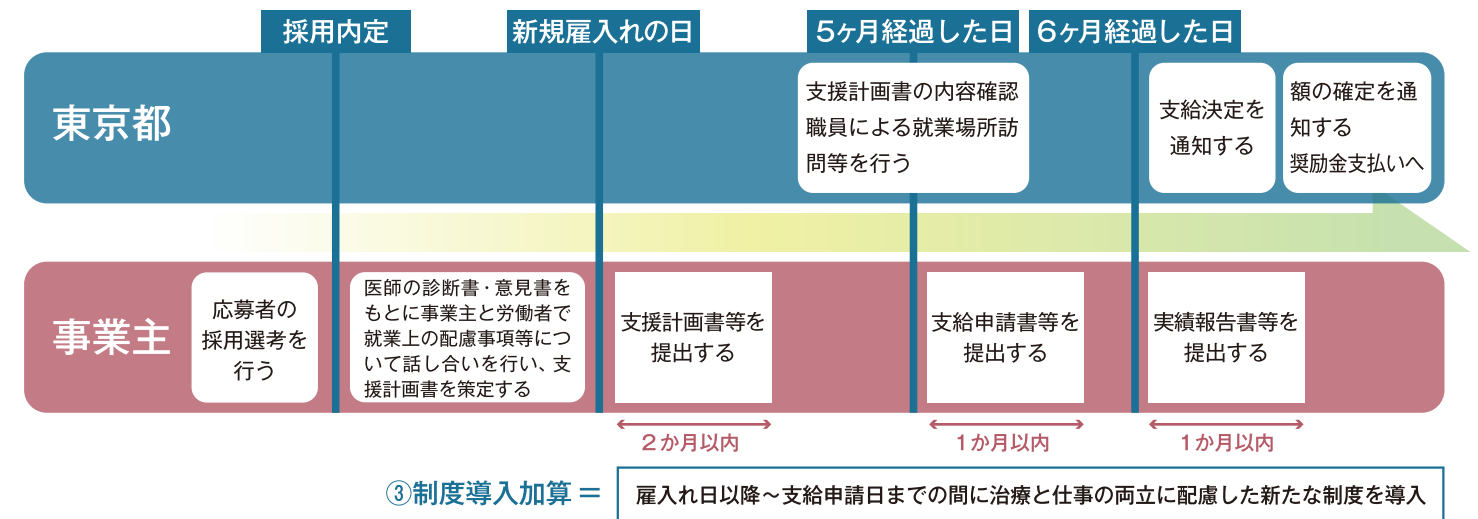 採用内定
新規雇入れの日
5ヶ月経過した日
6ヶ月経過した日
東京都
支援計画書の内容確認
職員による就業場所訪
問等を行う
支給決定を
通知する
額の確定を通
知する
奨励金支払いへ
事業主
応募者の
採用選考を
行う
医師の診断書・意見書を
もとに事業主と労働者で
就業上の配慮事項等につ
いて話し合いを行い、支
援計画書を策定する
支援計画書等を
提出する
支給申請書等を
提出する
実績報告書等を
提出する
2か月以内
1か月以内
1か月以内
③制度導入加算＝
雇入れ日以降～支給申請日までの間に治療と仕事の両立に配慮した新たな制度を導入